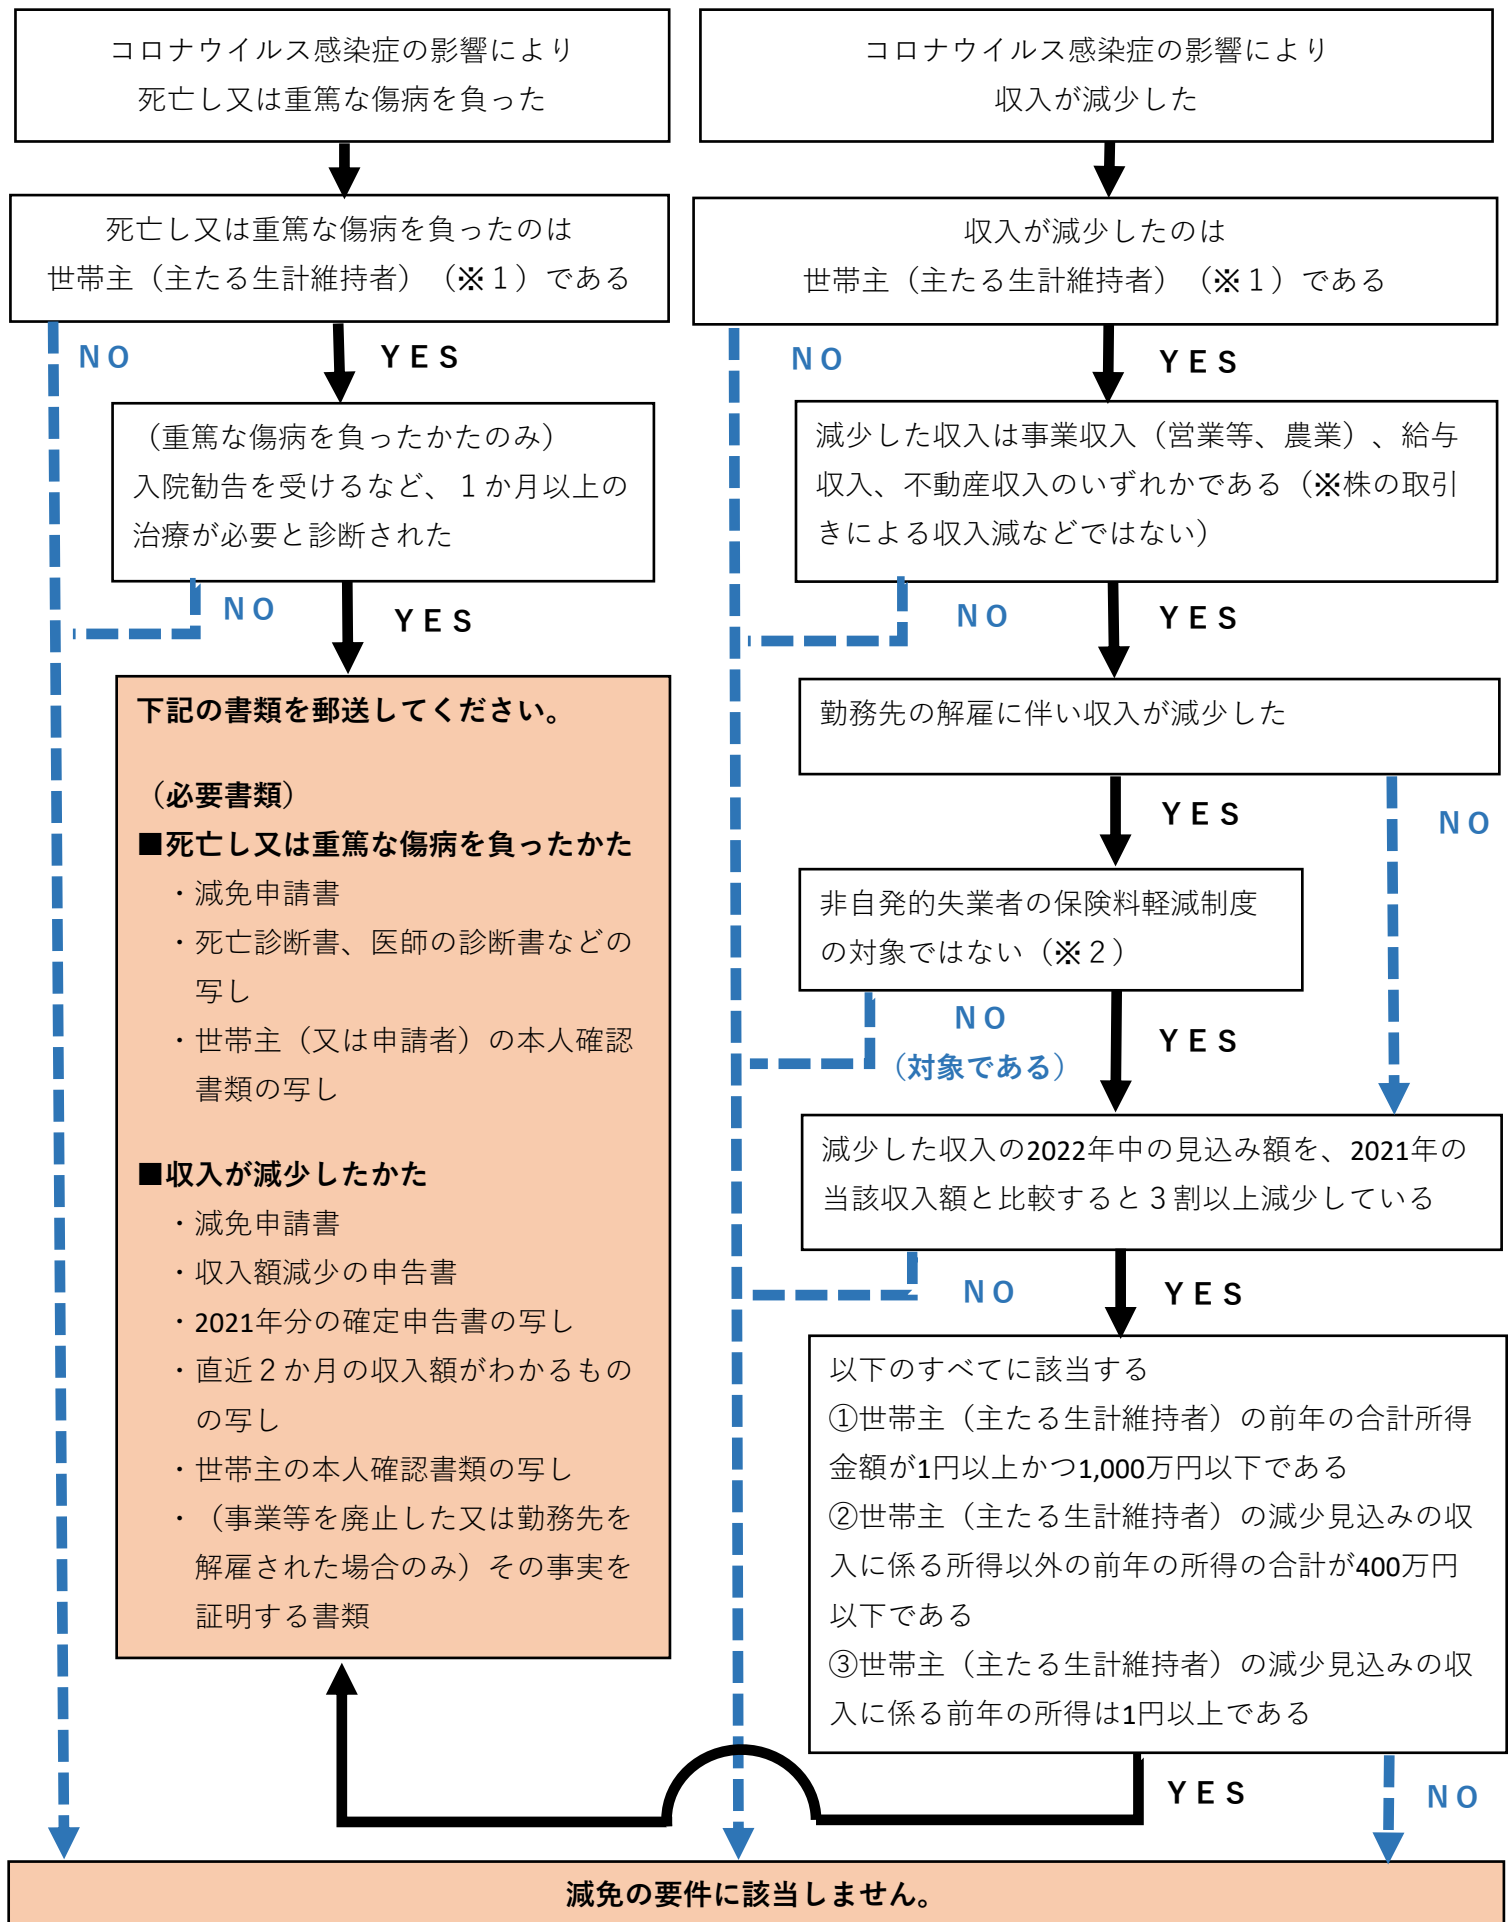 コロナウイルス感染症の影響により
死亡し又は重篤な傷病を負った
死亡し又は重篤な傷病を負ったのは
世帯主（主たる生計維持者）（※１）である
NO
YES
（重篤な傷病を負ったかたのみ）
入院勧告を受けるなど、１か月以上の
治療が必要と診断された
NO
YES
下記の書類を郵送してください。
（必要書類）
■死亡し又は重篤な傷病を負ったかた
・減免申請書
・死亡診断書、医師の診断書などの
写し
・世帯主（又は申請者）の本人確認
書類の写し
■収入が減少したかた
・減免申請書
・収入額減少の申告書
・2021年分の確定申告書の写し
・直近２か月の収入額がわかるもの
の写し
・世帯主の本人確認書類の写し
・（事業等を廃止した又は勤務先を
解雇された場合のみ）その事実を
証明する書類
コロナウイルス感染症の影響により
収入が減少した
収入が減少したのは
世帯主（主たる生計維持者）（※１）である
NO
YES
減少した収入は事業収入（営業等、農業）、給与
収入、不動産収入のいずれかである（※株の取引
きによる収入減などではない）
NO
YES
勤務先の解雇に伴い収入が減少した
YES
NO
非自発的失業者の保険料軽減制度
の対象ではない（※２）
NO
（対象である）
YES
減少した収入の2022年中の見込み額を、2021年の
当該収入額と比較すると３割以上減少している
NO
YES
以下のすべてに該当する
①世帯主（主たる生計維持者）の前年の合計所得
金額が1円以上かつ1,000万円以下である
②世帯主（主たる生計維持者）の減少見込みの収
入に係る所得以外の前年の所得の合計が400万円
以下である
③世帯主（主たる生計維持者）の減少見込みの収
入に係る前年の所得は1円以上である
YES
NO
減免の要件に該当しません。